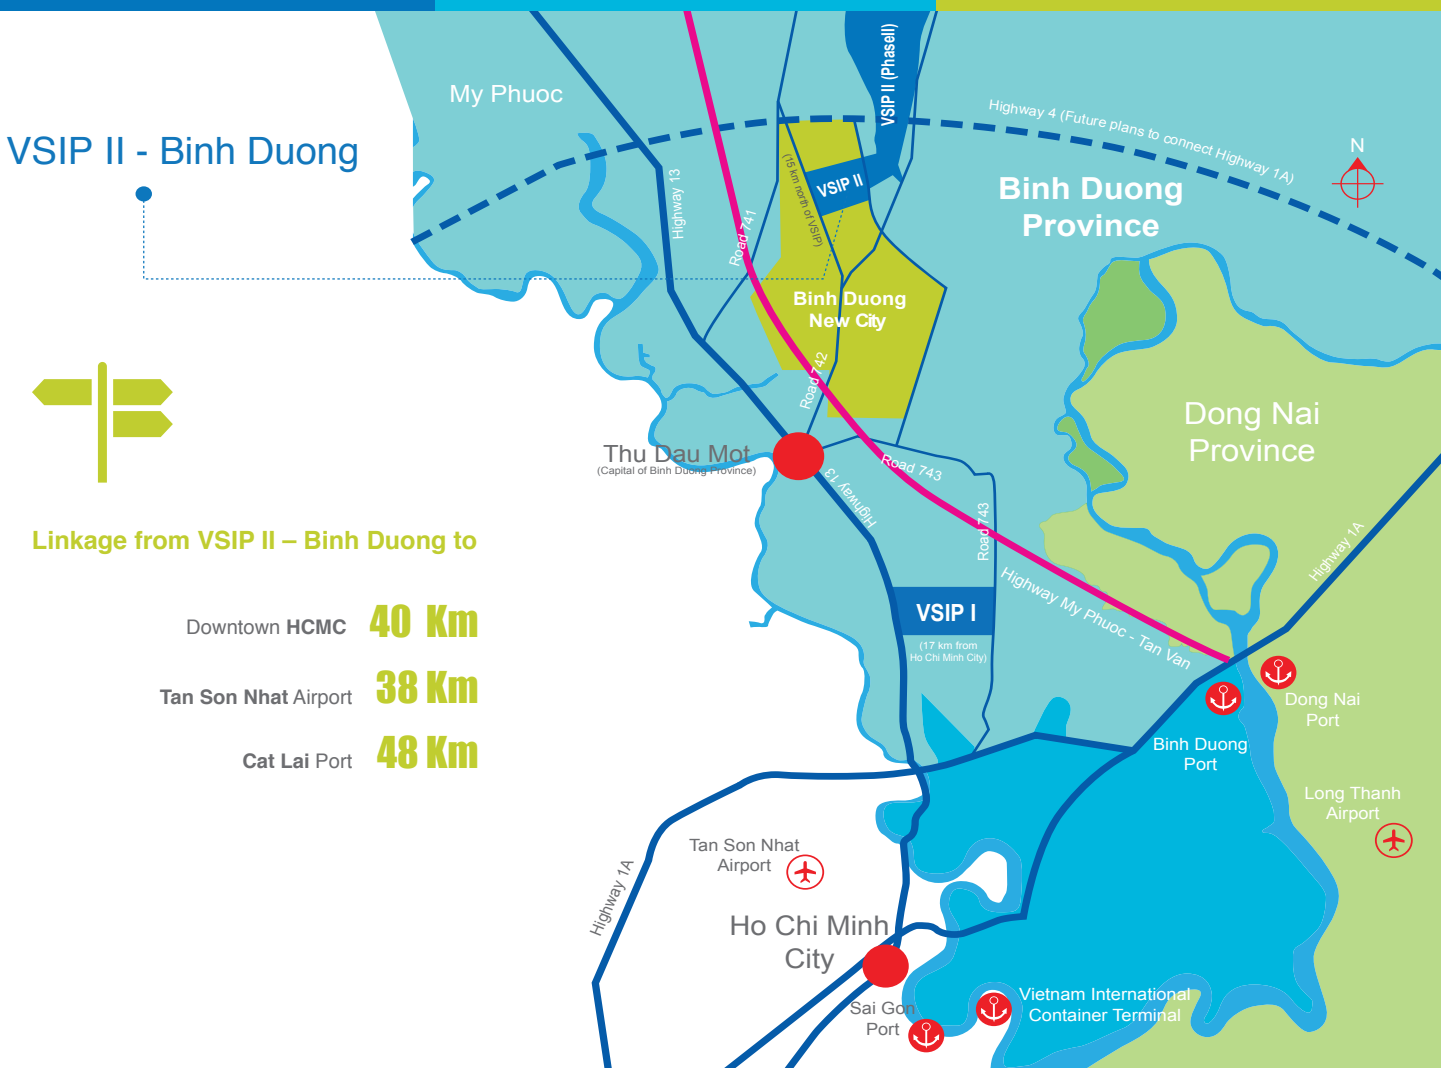 My Phuoc
VSIP II (PhaseII)
Highway 4 (Future plans to connect Highway 1A)
VSIP II - Binh Duong
N
Highway 13
(15 km north of VSIP)
VSIP II
Binh Duong
Province
Road 741
Binh Duong
New City
Road 742
Dong Nai
Province
Thu Dau Mot
(Capital of Binh Duong Province)
Highway 13
Road 743
Road 743
Highway 1A
Linkage from VSIP II – Binh Duong to
Downtown HCMC 40 Km
Tan Son Nhat Airport 38 Km
Cat Lai Port 48 Km
VSIP I
(17 km from
Ho Chi Minh City)
Highway My Phuoc - Tan Van
Dong Nai
Port
Binh Duong
Port
Long Thanh
Airport
Tan Son Nhat
Airport
Highway 1A
Ho Chi Minh
City
Sai Gon
Port
Vietnam International
Container Terminal